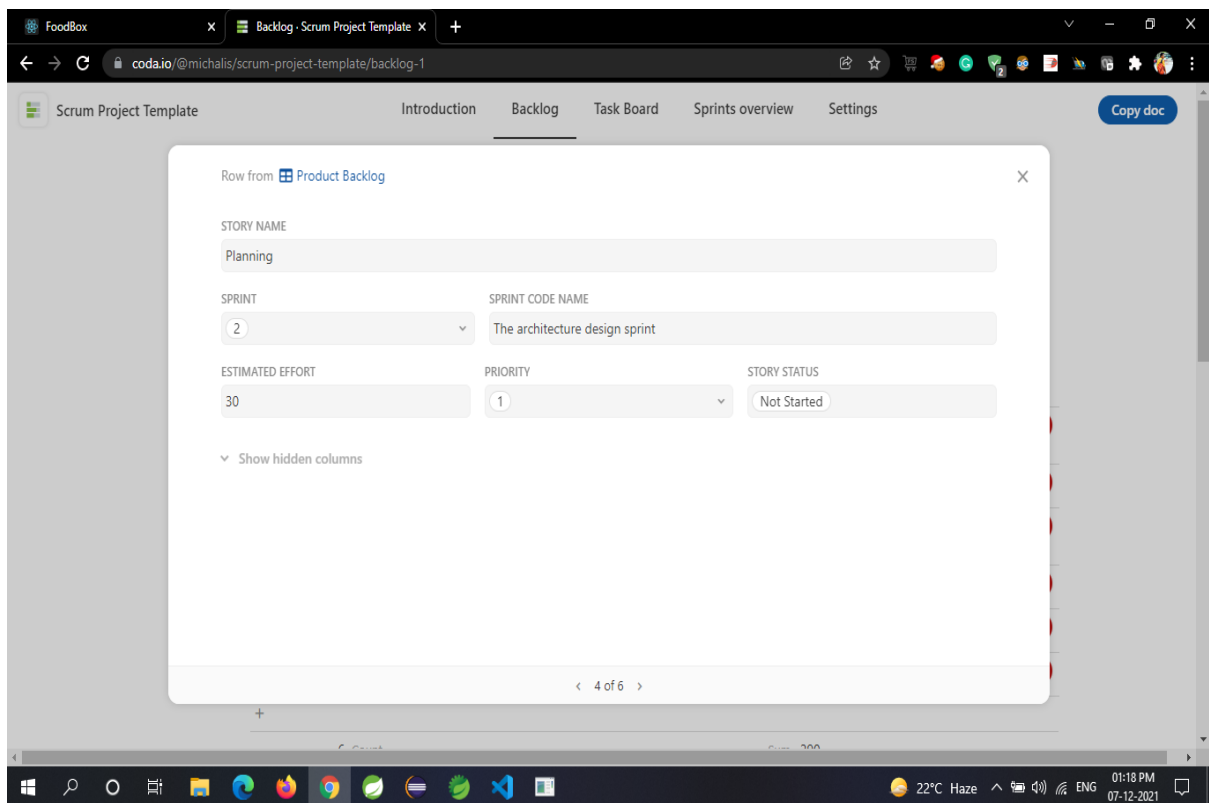 FoodBox
Backlog · Scrum Project Template
coda.io/@michalis/scrum-project-template/backlog-1
2
Scrum Project Template
Introduction
Backlog
Task Board
Sprints overview
Settings
Copy doc
Row from Product Backlog
STORY NAME
Planning
SPRINT
SPRINT CODE NAME
2
The architecture design sprint
ESTIMATED EFFORT
PRIORITY
STORY STATUS
30
1
Not Started
Show hidden columns
4 of 6
22°C Haze
ENG
01:18 PM
07-12-2021